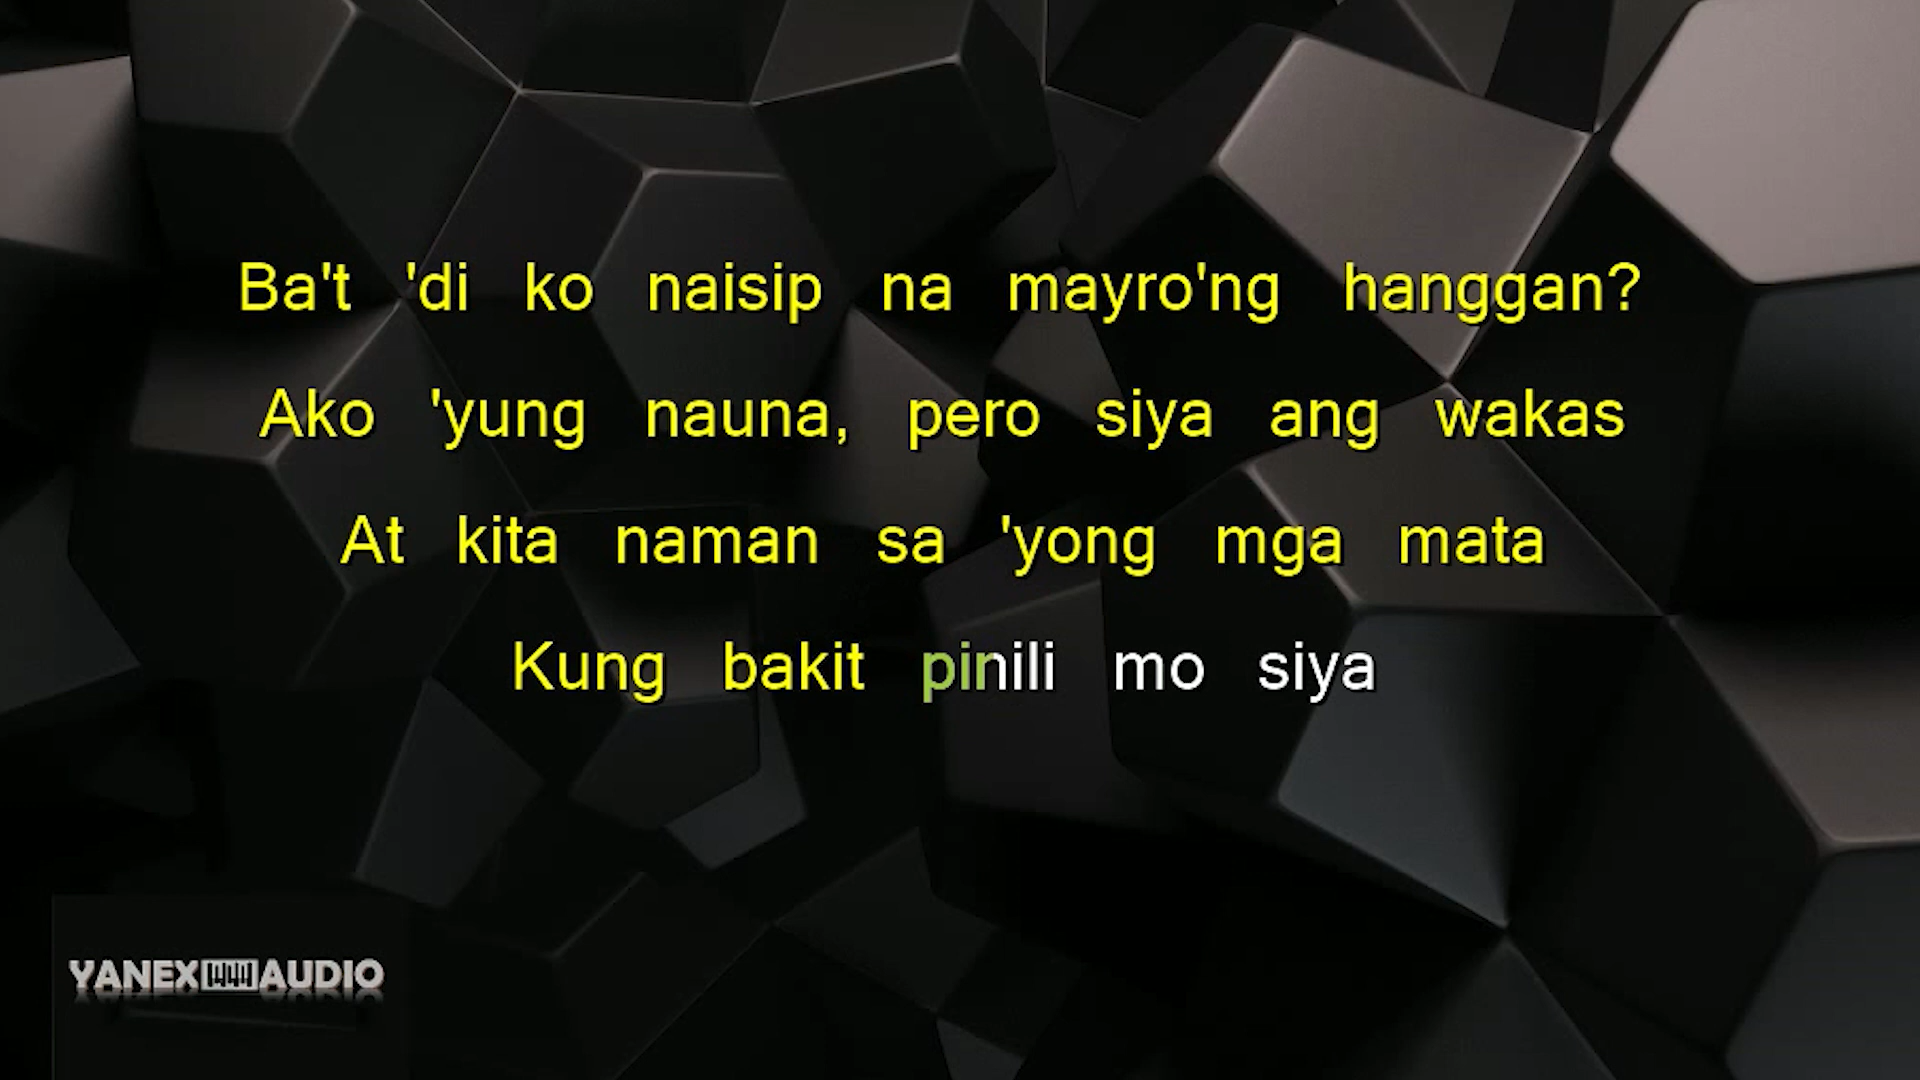 Ba't 'di ko naisip na mayro'ng hanggan?
Ako 'yung nauna, pero siya ang wakas
At kita naman sa 'yong mga mata
Kung bakit pinili mo siya
YANEX AUDIO